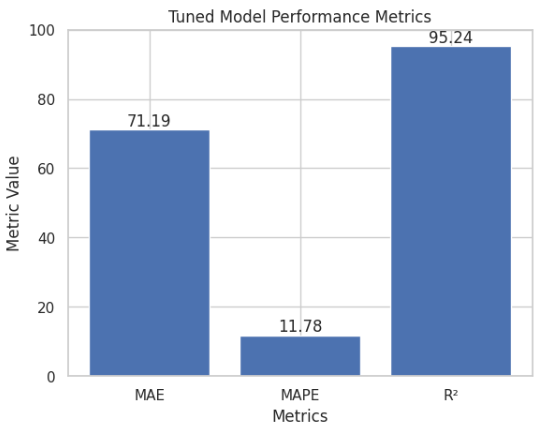 Tuned Model Performance Metrics
100
80
60
40
20
0
Metric Value
71.19
11.78
95.24
MAE
MAPE
R²
Metrics